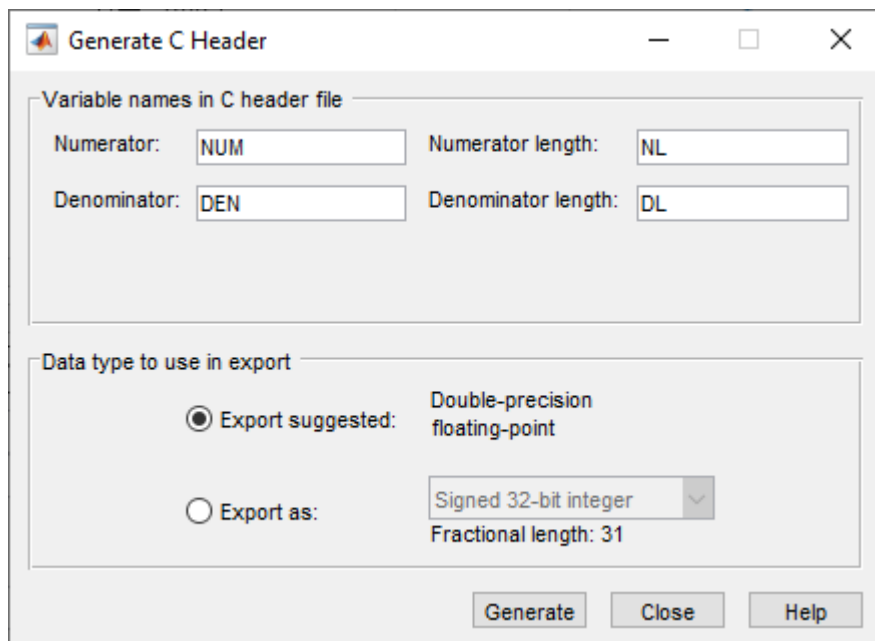 Generate C Header
Variable names in C header file
Numerator: NUM Numerator length: NL
Denominator: DEN Denominator length: DL
Data type to use in export
Export suggested: Double-precision
floating-point
Export as: Signed 32-bit integer
Fractional length: 31
Generate Close Help